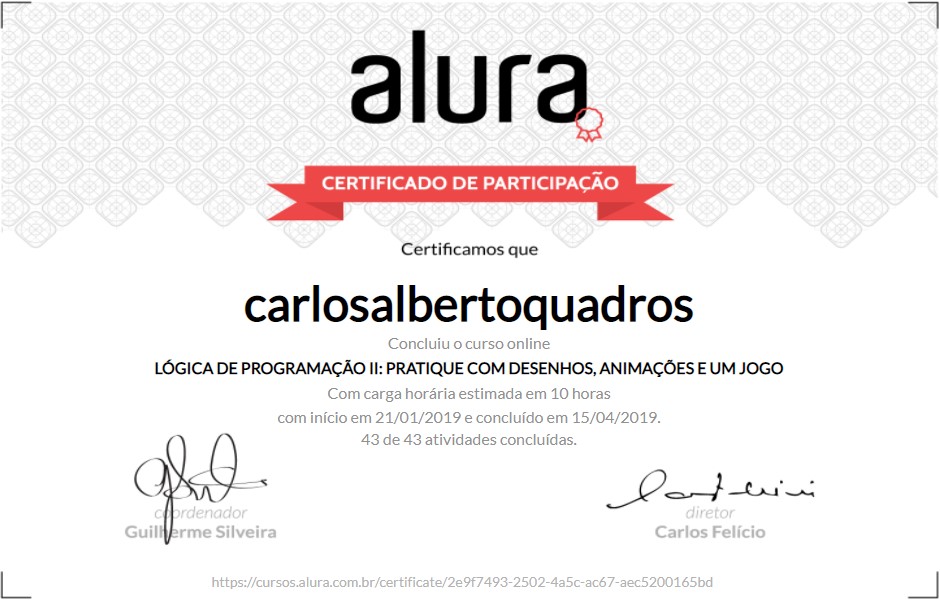 alura
CERTIFICADO DE PARTICIPAÇÃO
Certificamos que
carlosalbertoquadros
Concluiu o curso online
LÓGICA DE PROGRAMAÇÃO II: PRATIQUE COM DESENHOS, ANIMAÇÕES E UM JOGO
Com carga horária estimada em 10 horas
com início em 21/01/2019 e concluído em 15/04/2019.
43 de 43 atividades concluídas.
coordenador
Guilherme Silveira
diretor
Carlos Felício
https://cursos.alura.com.br/certificate/2e9f7493-2502-4a5c-ac67-aec5200165bd